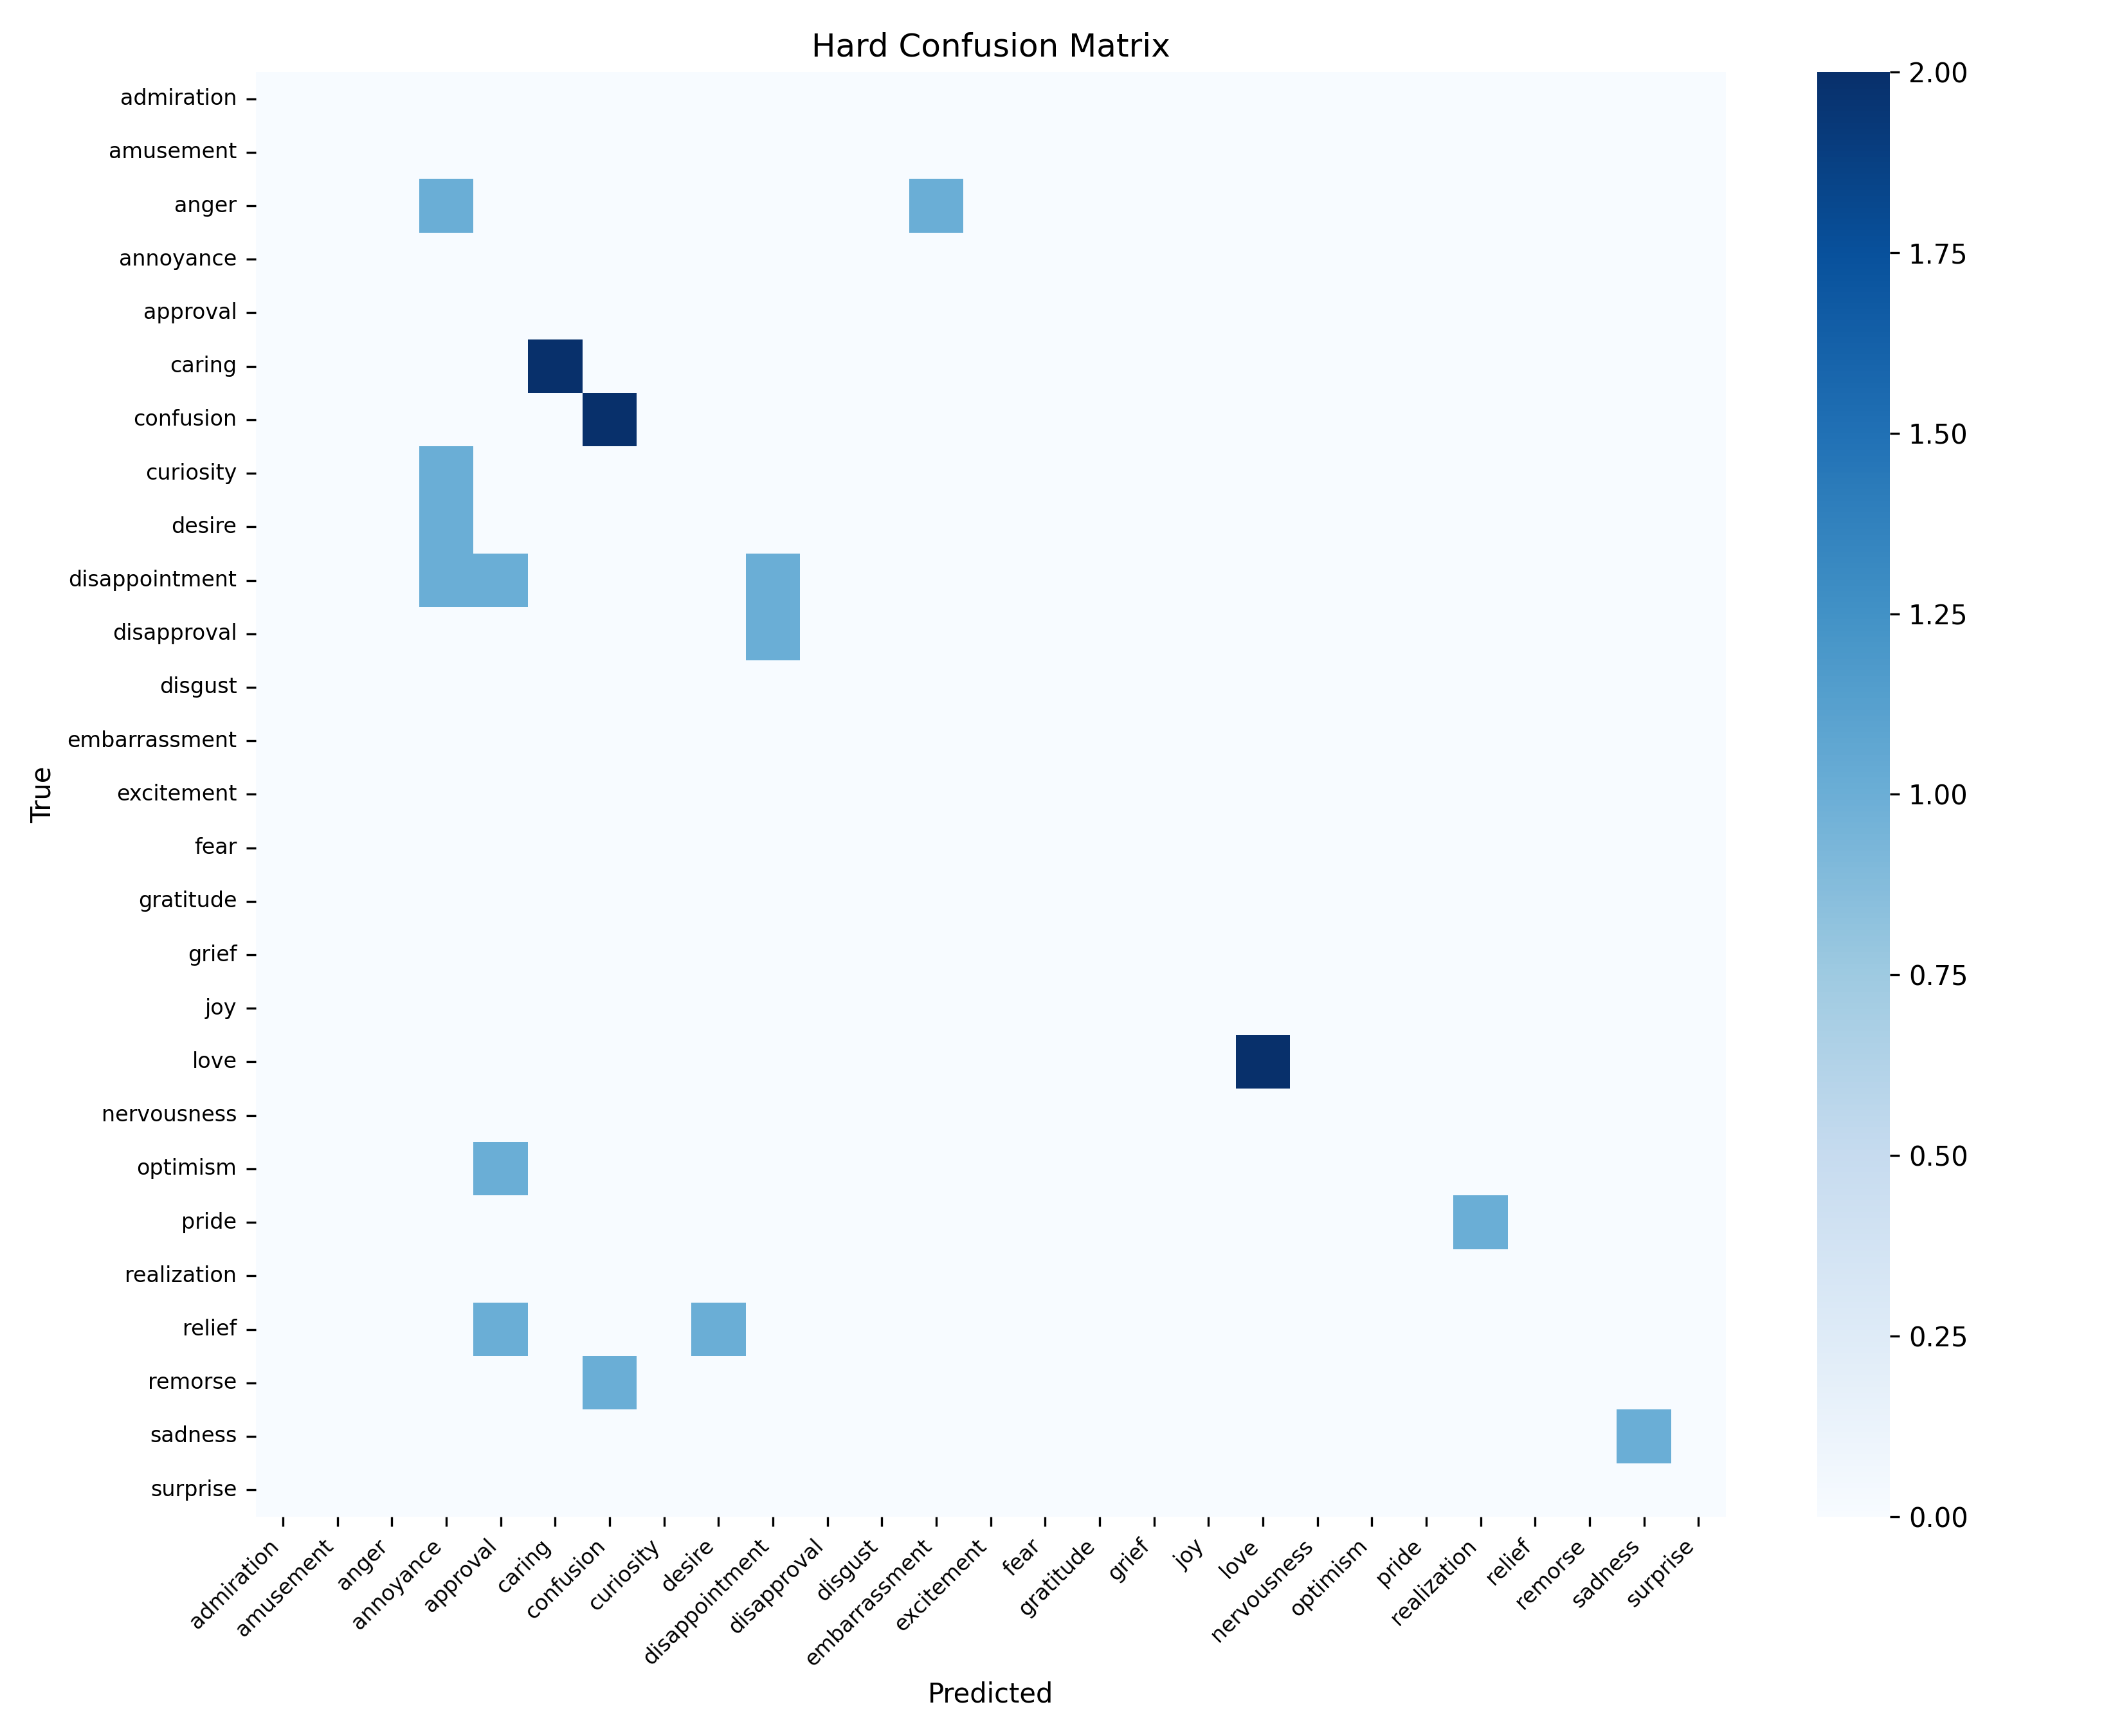 Hard Confusion Matrix
True
admiration
amusement
anger
annoyance
approval
caring
confusion
curiosity
desire
disappointment
disapproval
disgust
embarrassment
excitement
fear
gratitude
grief
joy
love
nervousness
optimism
pride
realization
relief
remorse
sadness
surprise
admiration
amusement
anger
annoyance
approval
caring
confusion
curiosity
desire
disappointment
disapproval
disgust
embarrassment
excitement
fear
gratitude
grief
joy
love
nervousness
optimism
pride
realization
relief
remorse
sadness
surprise
Predicted
2.00
1.75
1.50
1.25
1.00
0.75
0.50
0.25
0.00